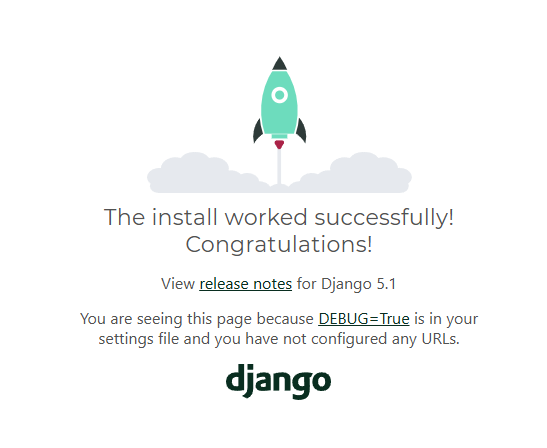 The install worked successfully!
Congratulations!
View release notes for Django 5.1
You are seeing this page because DEBUG=True is in your
settings file and you have not configured any URLs.
django